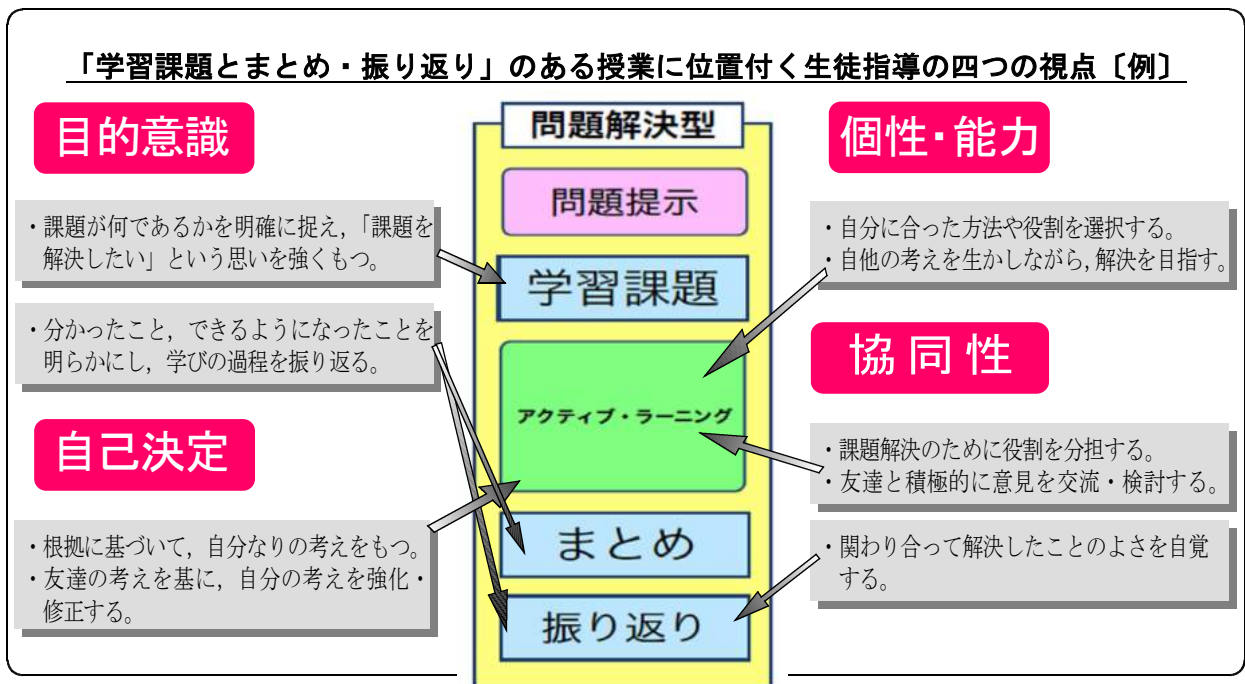 「学習課題とまとめ・振り返り」のある授業に位置付く生徒指導の四つの視点〔例〕
目的意識
・課題が何であるかを明確に捉え，「課題を
解決したい」という思いを強くもつ。
・分かったこと，できるようになったことを
明らかにし，学びの過程を振り返る。
自己決定
・根拠に基づいて，自分なりの考えをもつ。
・友達の考えを基に，自分の考えを強化・
修正する。
問題解決型
問題提示
学習課題
アクティブ・ラーニング
まとめ
振り返り
個性・能力
・自分に合った方法や役割を選択する。
・自他の考えを生かしながら，解決を目指す。
協同性
・課題解決のために役割を分担する。
・友達と積極的に意見を交流・検討する。
・関わり合って解決したことのよさを自覚
する。